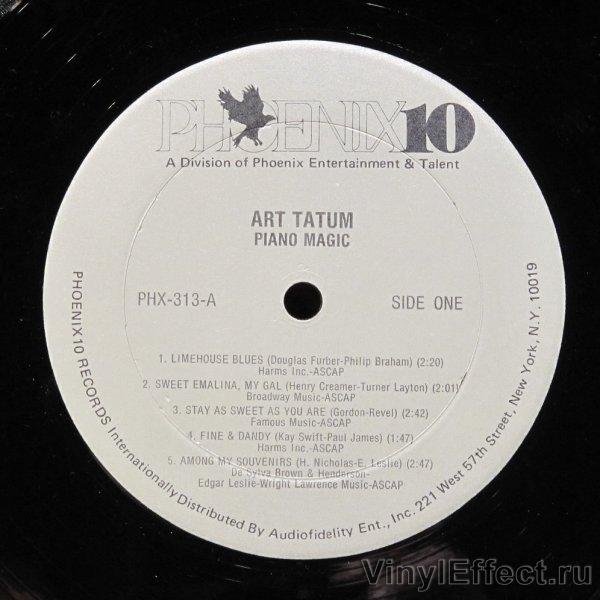 PHOENIX10
A Division of Phoenix Entertainment & Talent
ART TATUM
PIANO MAGIC
PHX-313-A
SIDE ONE
1. LIMEHOUSE BLUES (Douglas Furber-Philip Braham) (2:20)
Harms Inc.-ASCAP
2. SWEET EMALINA, MY GAL (Henry Creamer-Turner Layton) (2:01)
Broadway Music-ASCAP
3. STAY AS SWEET AS YOU ARE (Gordon-Revel) (2:42)
Famous Music-ASCAP
4. FINE & DANDY (Kay Swift-Paul James) (1:47)
Harms Inc.-ASCAP
5. AMONG MY SOUVENIRS (H. Nicholas-E. Leslie) (2:47)
De Sylva Brown & Henderson-
Edgar Leslie-Wright Lawrence Music-ASCAP
PHOENIX10 RECORDS Internationally Distributed By Audiofidelity Ent., Inc. 221 West 57th Street, New York, N.Y. 10019
VinylEffect.ru